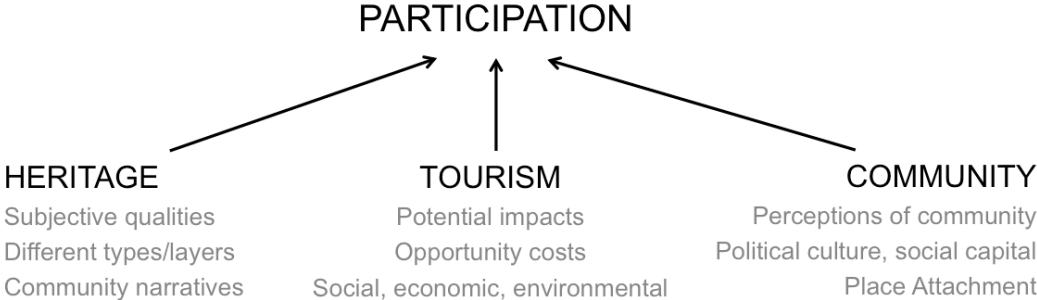 PARTICIPATION
HERITAGE
Subjective qualities
Different types/layers
Community narratives
TOURISM
Potential impacts
Opportunity costs
Social, economic, environmental
COMMUNITY
Perceptions of community
Political culture, social capital
Place Attachment